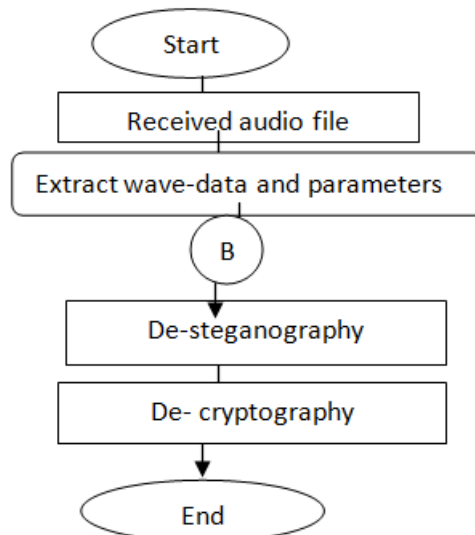 Start
Received audio file
Extract wave-data and parameters
B
De-steganography
De- cryptography
End